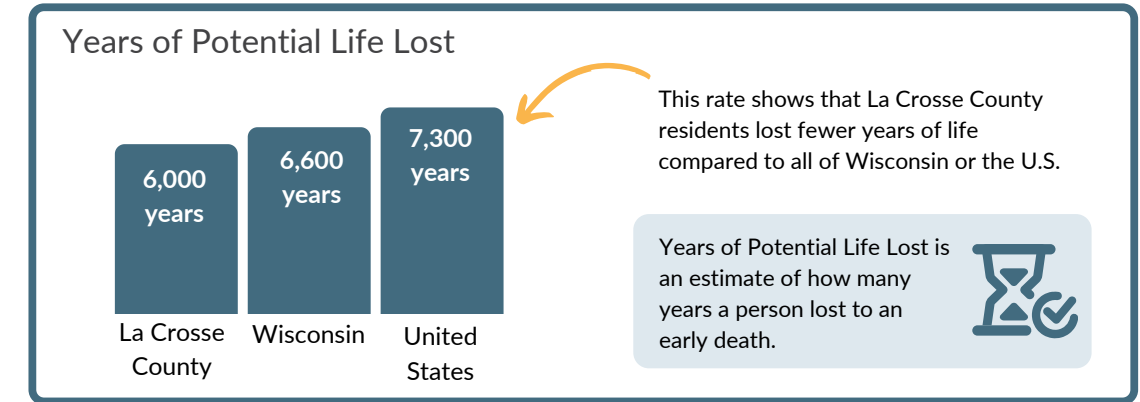 Years of Potential Life Lost
6,000
years
6,600
years
7,300
years
La Crosse
County
Wisconsin
United
States
This rate shows that La Crosse County
residents lost fewer years of life
compared to all of Wisconsin or the U.S.
Years of Potential Life Lost is
an estimate of how many
years a person lost to an
early death.